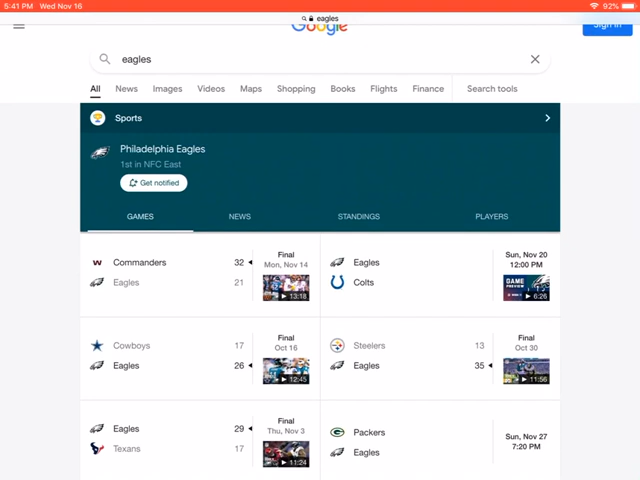 5:41 PM Wed Nov 16
92%
eagles
Google
Sign in
eagles
All News Images Videos Maps Shopping Books Flights Finance Search tools
Sports
Philadelphia Eagles
1st in NFC East
Get notified
GAMES NEWS STANDINGS PLAYERS
Commanders 32
Eagles 21
Final
Mon, Nov 14
13:18
Eagles
Colts
Sun, Nov 20
12:00 PM
GAME
PREVIEW
6:26
Cowboys 17
Eagles 26
Final
Oct 16
12:45
Steelers 13
Eagles 35
Final
Oct 30
11:56
Eagles 29
Texans 17
Final
Thu, Nov 3
11:24
Packers
Eagles
Sun, Nov 27
7:20 PM